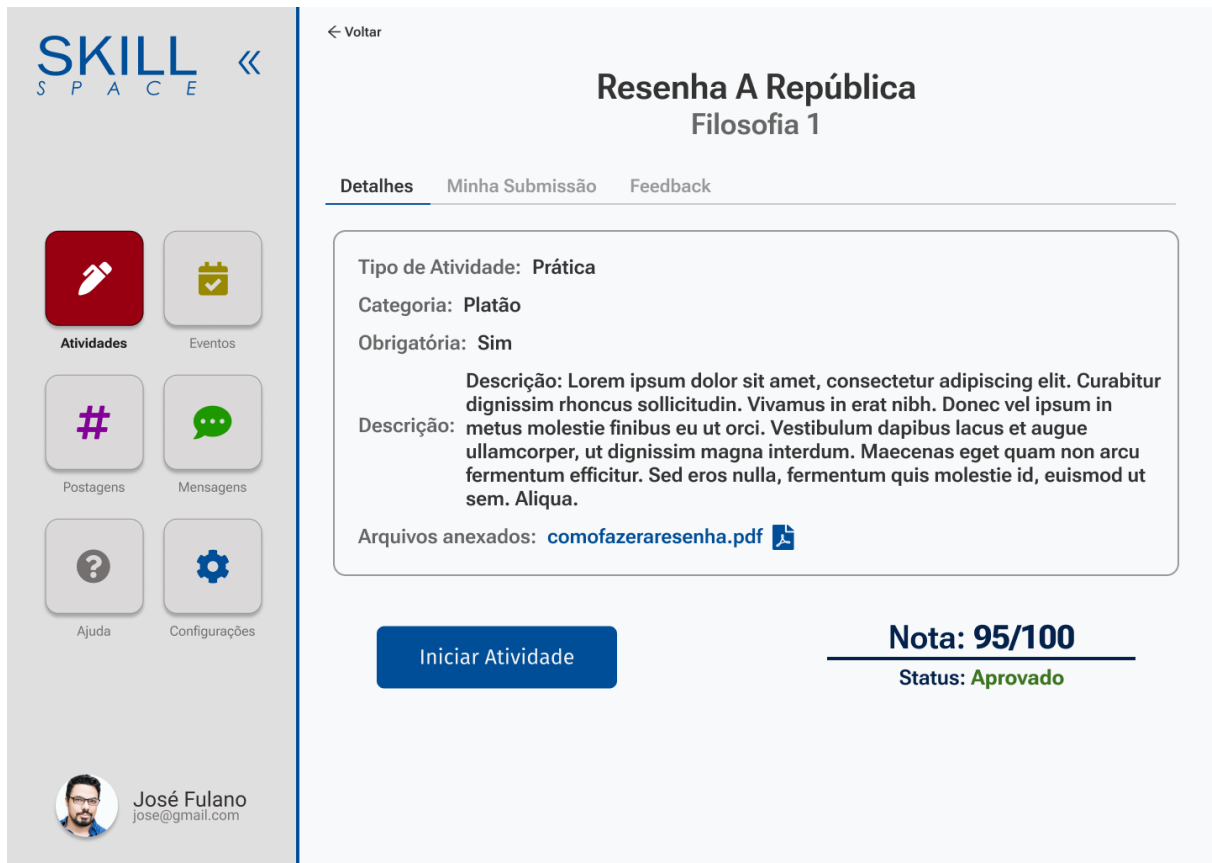 SKILL
SPACE
Atividades
Eventos
Postagens
Mensagens
Ajuda
Configurações
José Fulano
jose@gmail.com
Voltar
Resenha A República
Filosofia 1
Detalhes
Minha Submissão
Feedback
Tipo de Atividade: Prática
Categoria: Platão
Obrigatória: Sim
Descrição:
Descrição: Lorem ipsum dolor sit amet, consectetur adipiscing elit. Curabitur
dignissim rhoncus sollicitudin. Vivamus in erat nibh. Donec vel ipsum in
metus molestie finibus eu ut orci. Vestibulum dapibus lacus et augue
ullamcorper, ut dignissim magna interdum. Maecenas eget quam non arcu
fermentum efficitur. Sed eros nulla, fermentum quis molestie id, euismod ut
sem. Aliqua.
Arquivos anexados: comofazeraresenha.pdf
Iniciar Atividade
Nota: 95/100
Status: Aprovado